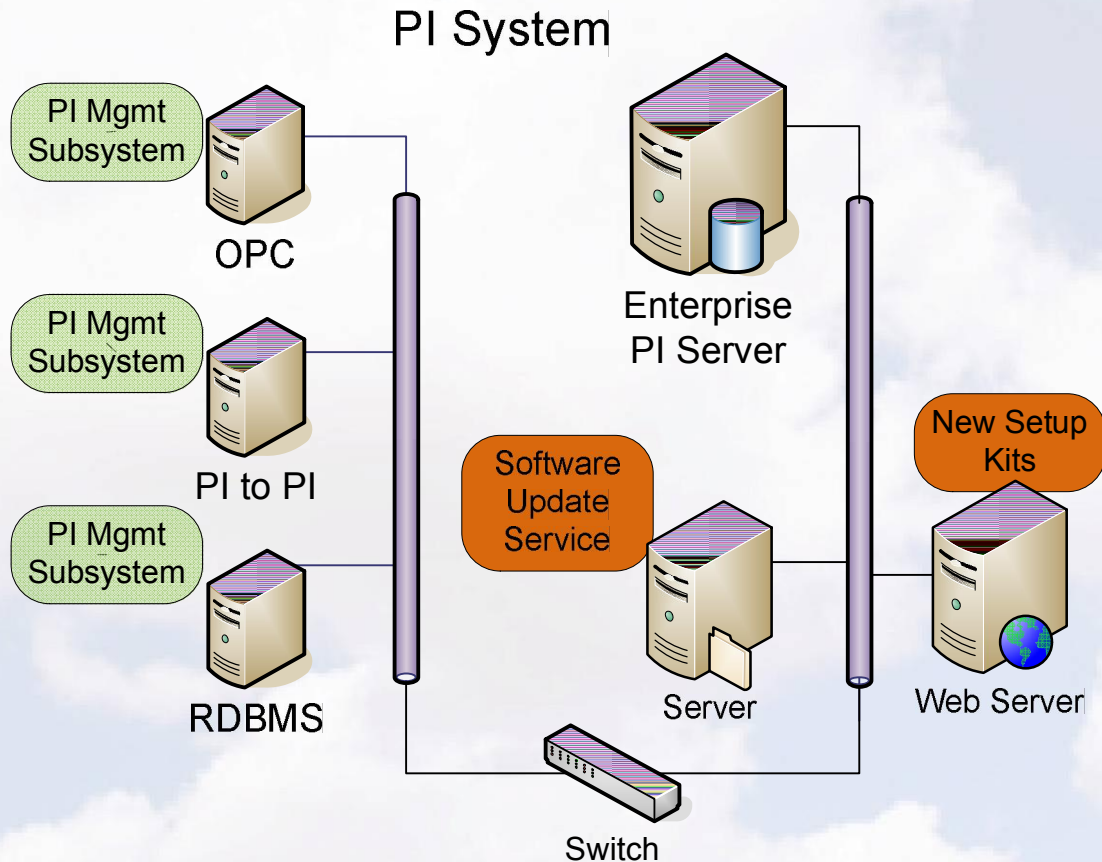 PI System
PI Mgmt
Subsystem
OPC
PI Mgmt
Subsystem
PI to PI
PI Mgmt
Subsystem
RDBMS
Enterprise
PI Server
Software
Update
Service
Server
New Setup
Kits
Web Server
Switch